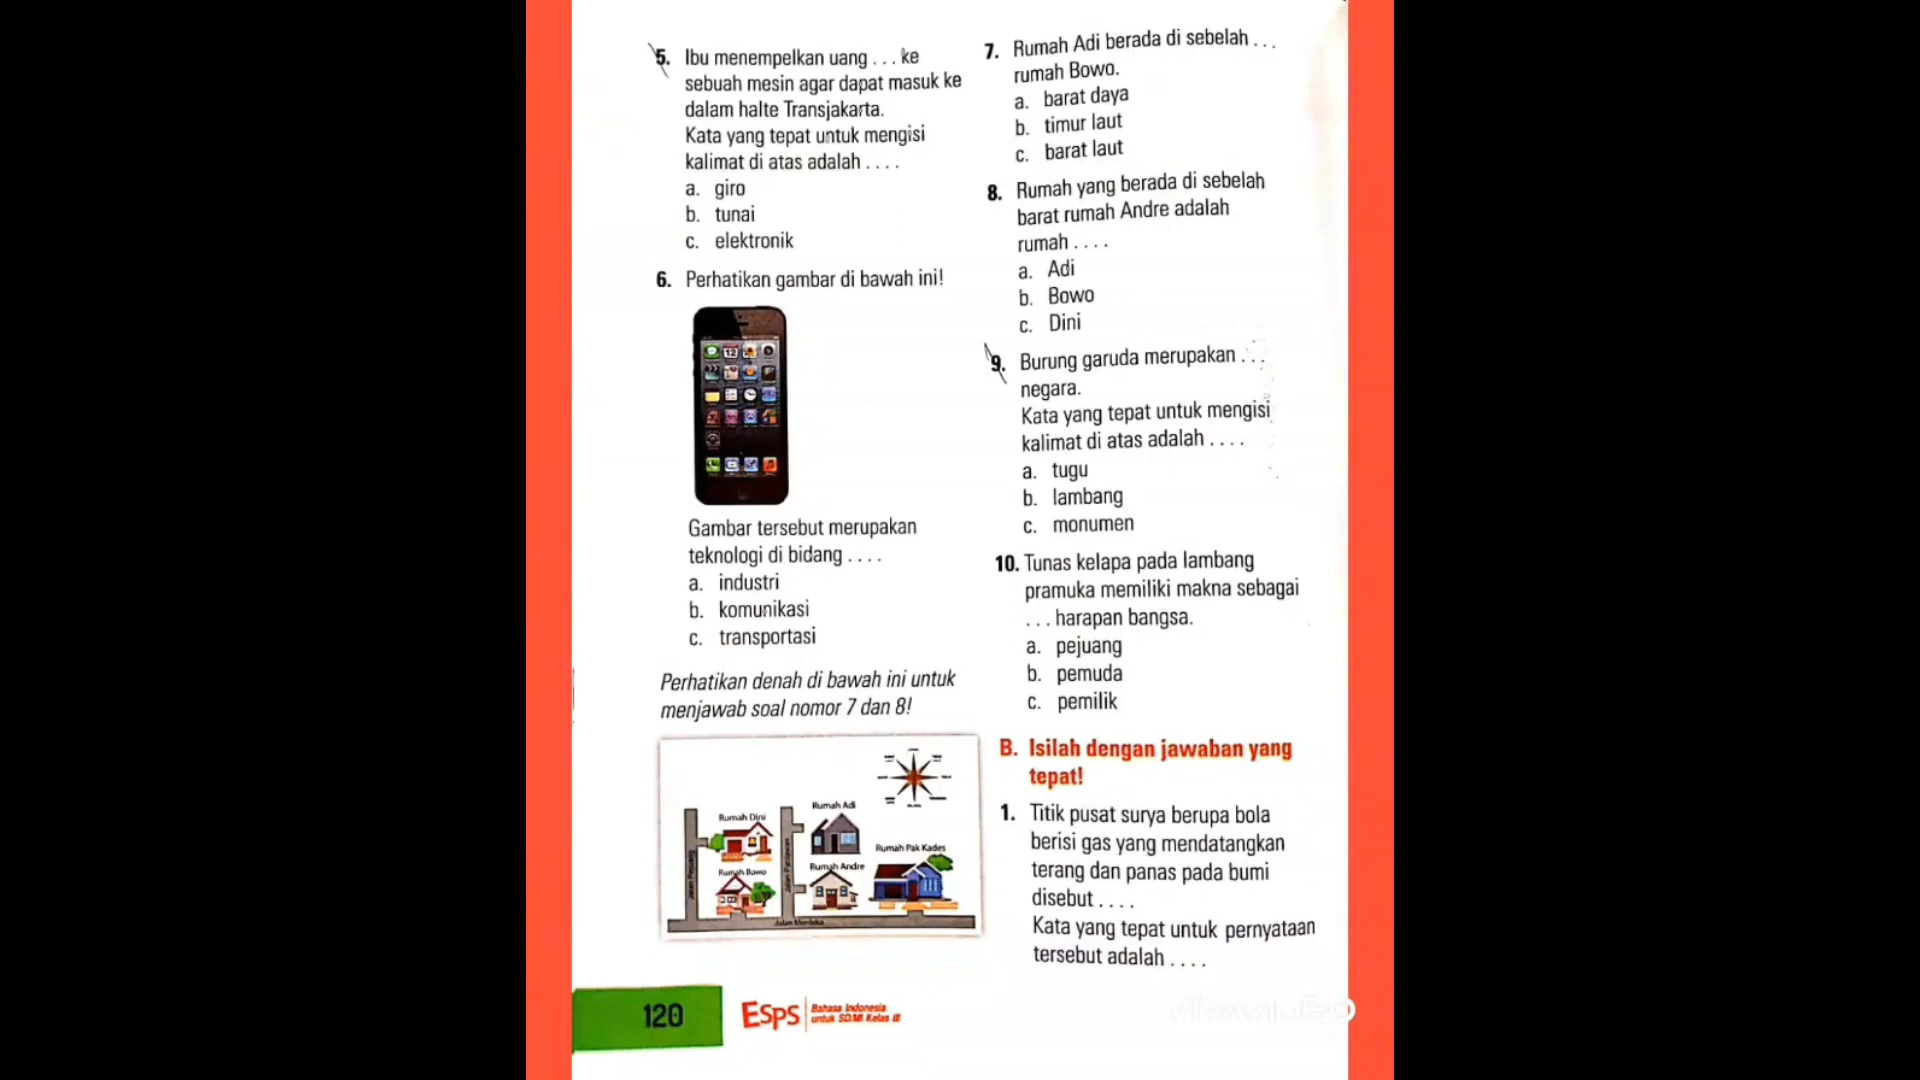 5. Ibu menempelkan uang . . . ke
sebuah mesin agar dapat masuk ke
dalam halte Transjakarta.
Kata yang tepat untuk mengisi
kalimat di atas adalah . . . .
a. giro
b. tunai
c. elektronik
6. Perhatikan gambar di bawah ini!
12
Gambar tersebut merupakan
teknologi di bidang . . . .
a. industri
b. komunikasi
c. transportasi
Perhatikan denah di bawah ini untuk
menjawab soal nomor 7 dan 8!
Rumah Adi
Rumah Dini
Rumah Pak Kades
Rumah Andre
Rumah Bowo
Jalan Pahlawan
Jalan Merdeka
120
ESPS
Bahasa Indonesia
untuk SD/MI Kelas III
7. Rumah Adi berada di sebelah . . .
rumah Bowo.
a. barat daya
b. timur laut
c. barat laut
8. Rumah yang berada di sebelah
barat rumah Andre adalah
rumah . . . .
a. Adi
b. Bowo
c. Dini
9. Burung garuda merupakan . . .
negara.
Kata yang tepat untuk mengisi
kalimat di atas adalah . . . .
a. tugu
b. lambang
c. monumen
10. Tunas kelapa pada lambang
pramuka memiliki makna sebagai
. . . harapan bangsa.
a. pejuang
b. pemuda
c. pemilik
B. Isilah dengan jawaban yang
tepat!
1. Titik pusat surya berupa bola
berisi gas yang mendatangkan
terang dan panas pada bumi
disebut . . . .
Kata yang tepat untuk pernyataan
tersebut adalah . . . .
VIVAVIDEO